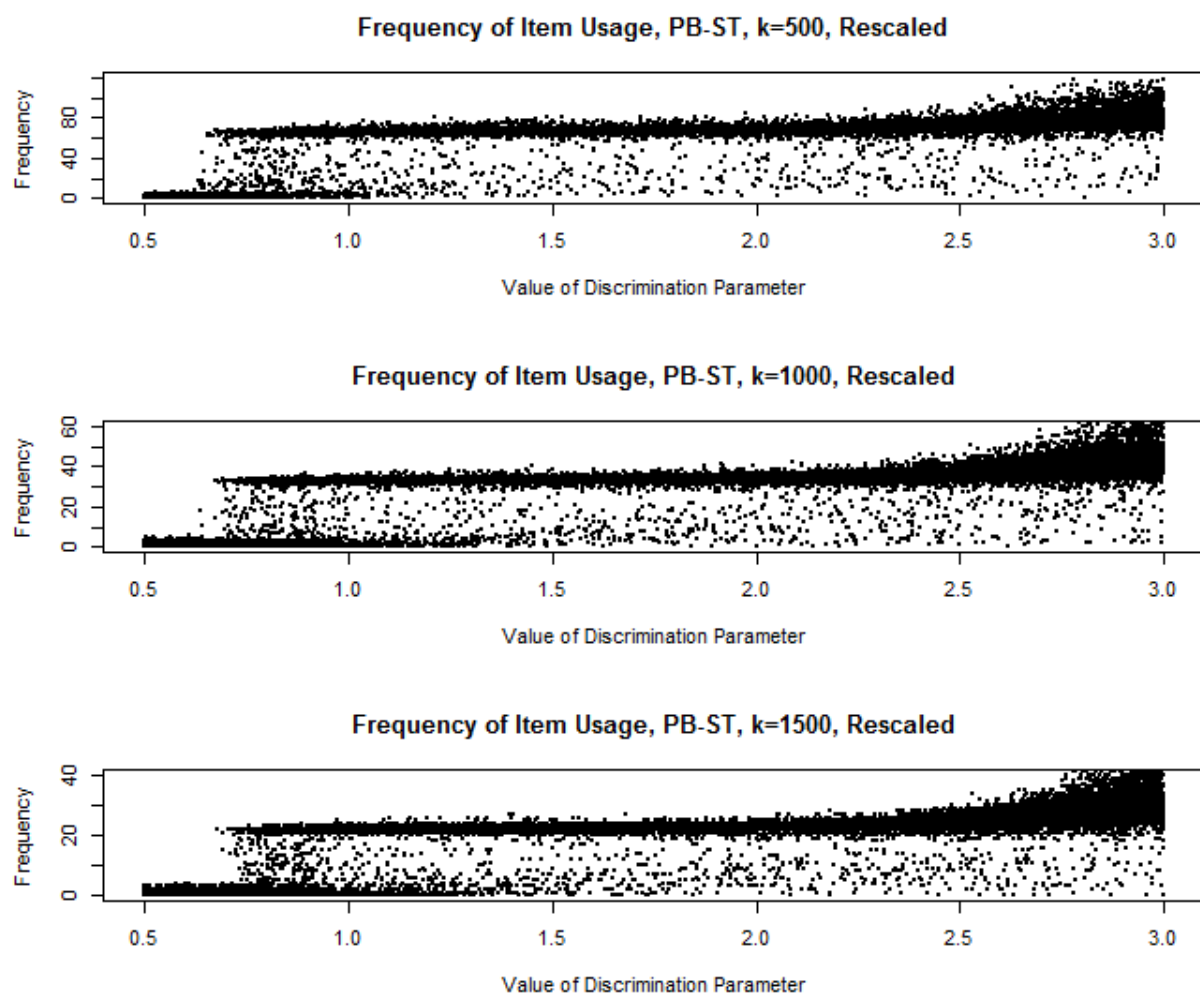 Frequency of Item Usage, PB-ST, k=500, Rescaled
Frequency
80
40
0
0.5 1.0 1.5 2.0 2.5 3.0
Value of Discrimination Parameter
Frequency of Item Usage, PB-ST, k=1000, Rescaled
Frequency
60
40
20
0
0.5 1.0 1.5 2.0 2.5 3.0
Value of Discrimination Parameter
Frequency of Item Usage, PB-ST, k=1500, Rescaled
Frequency
40
20
0
0.5 1.0 1.5 2.0 2.5 3.0
Value of Discrimination Parameter